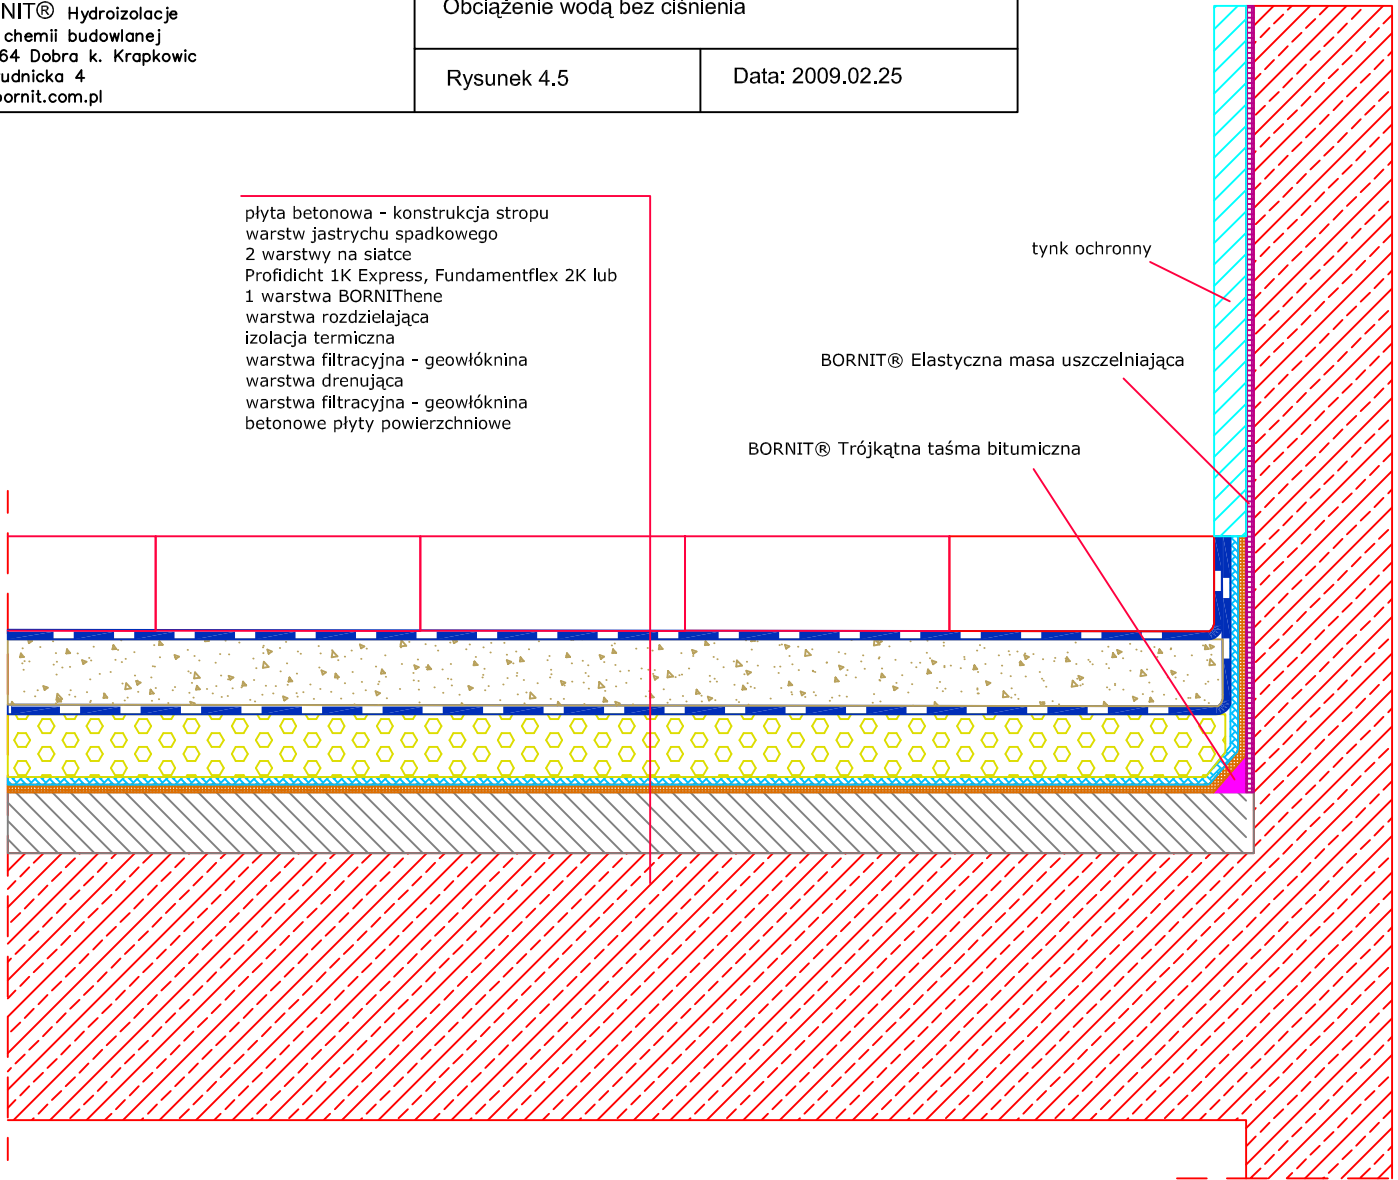 NIT® Hydroizolacje
chemii budowlanej
64 Dobra k. Krapkowic
udnicka 4
ornit.com.pl
Obciążenie wodą bez ciśnienia
Rysunek 4.5
Data: 2009.02.25
płyta betonowa - konstrukcja stropu
warstw jastrychu spadkowego
2 warstwy na siatce
Profidicht 1K Express, Fundamentflex 2K lub
1 warstwa BORNIThene
warstwa rozdzielająca
izolacja termiczna
warstwa filtracyjna - geowłóknina
warstwa drenująca
warstwa filtracyjna - geowłóknina
betonowe płyty powierzchniowe
tynk ochronny
BORNIT® Elastyczna masa uszczelniająca
BORNIT® Trójkątna taśma bitumiczna